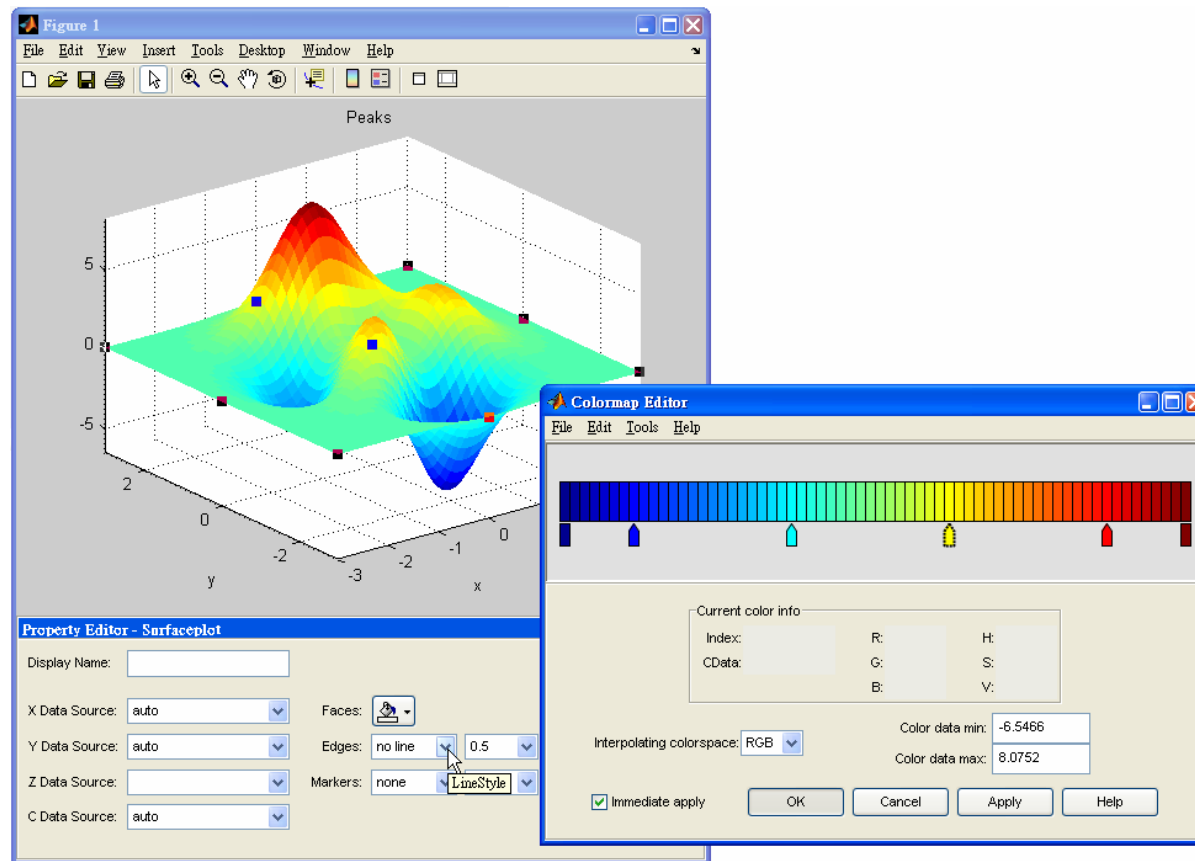 Figure 1
File Edit View Insert Tools Desktop Window Help
Peaks
5
0
-5
2
0
-2
y
-3
-2
-1
0
x
Property Editor - Surfaceplot
Display Name:
X Data Source: auto
Y Data Source: auto
Z Data Source:
C Data Source: auto
Faces:
Edges: no line 0.5
Markers: none
LineStyle
Colormap Editor
File Edit Tools Help
Current color info
Index: R: H:
CData: G: S:
B: V:
Interpolating colorspace: RGB
Color data min: -6.5466
Color data max: 8.0752
Immediate apply OK Cancel Apply Help